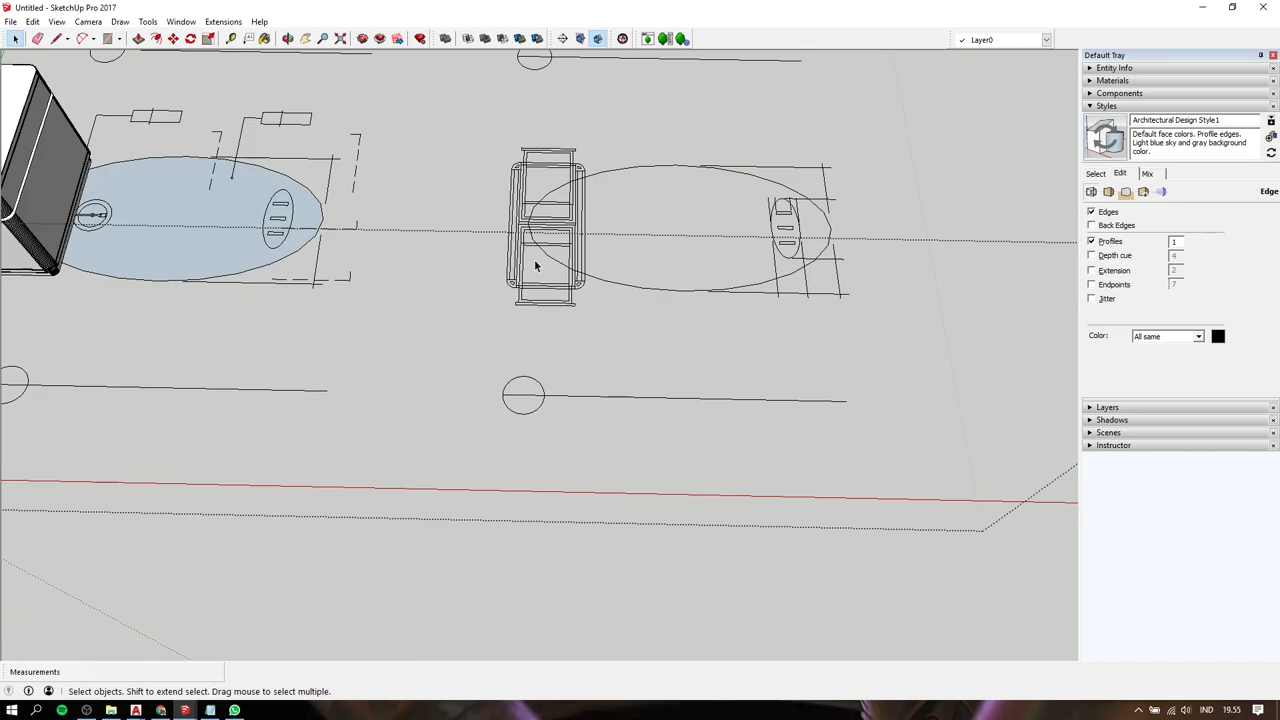 Untitled - SketchUp Pro 2017
File Edit View Camera Draw Tools Window Extensions Help
Layer0
Default Tray
Entity Info
Materials
Components
Styles
Architectural Design Style1
Default face colors. Profile edges.
Light blue sky and gray background
color.
Select Edit Mix
Edge
Edges
Back Edges
Profiles 1
Depth cue 4
Extension 2
Endpoints 7
Jitter
Color: All same
Layers
Shadows
Scenes
Instructor
Measurements
Select objects. Shift to extend select. Drag mouse to select multiple.
IND 19.55